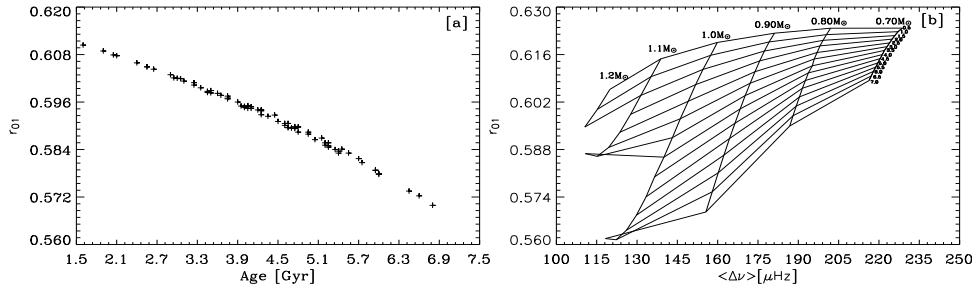 0.620
0.608
0.596
0.584
0.572
0.560
r01
[a]
1.5 2.1 2.7 3.3 3.9 4.5 5.1 5.7 6.3 6.9 7.5
Age [Gyr]
0.630
0.616
0.602
0.588
0.574
0.560
r01
[b]
1.2M⊙
1.1M⊙
1.0M⊙
0.90M⊙
0.80M⊙
0.70M⊙
100 115 130 145 160 175 190 205 220 235 250
<Δν>[μHz]